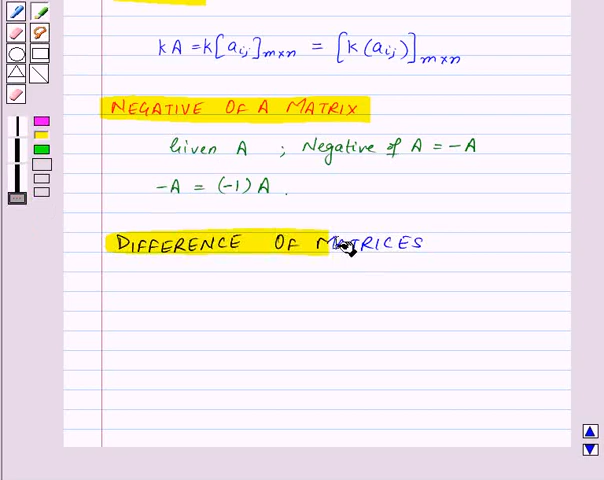 kA = k[aij]m×n = [k(aij)]m×n
NEGATIVE OF A MATRIX
Given A ; Negative of A = -A
-A = (-1) A .
DIFFERENCE OF MATRICES